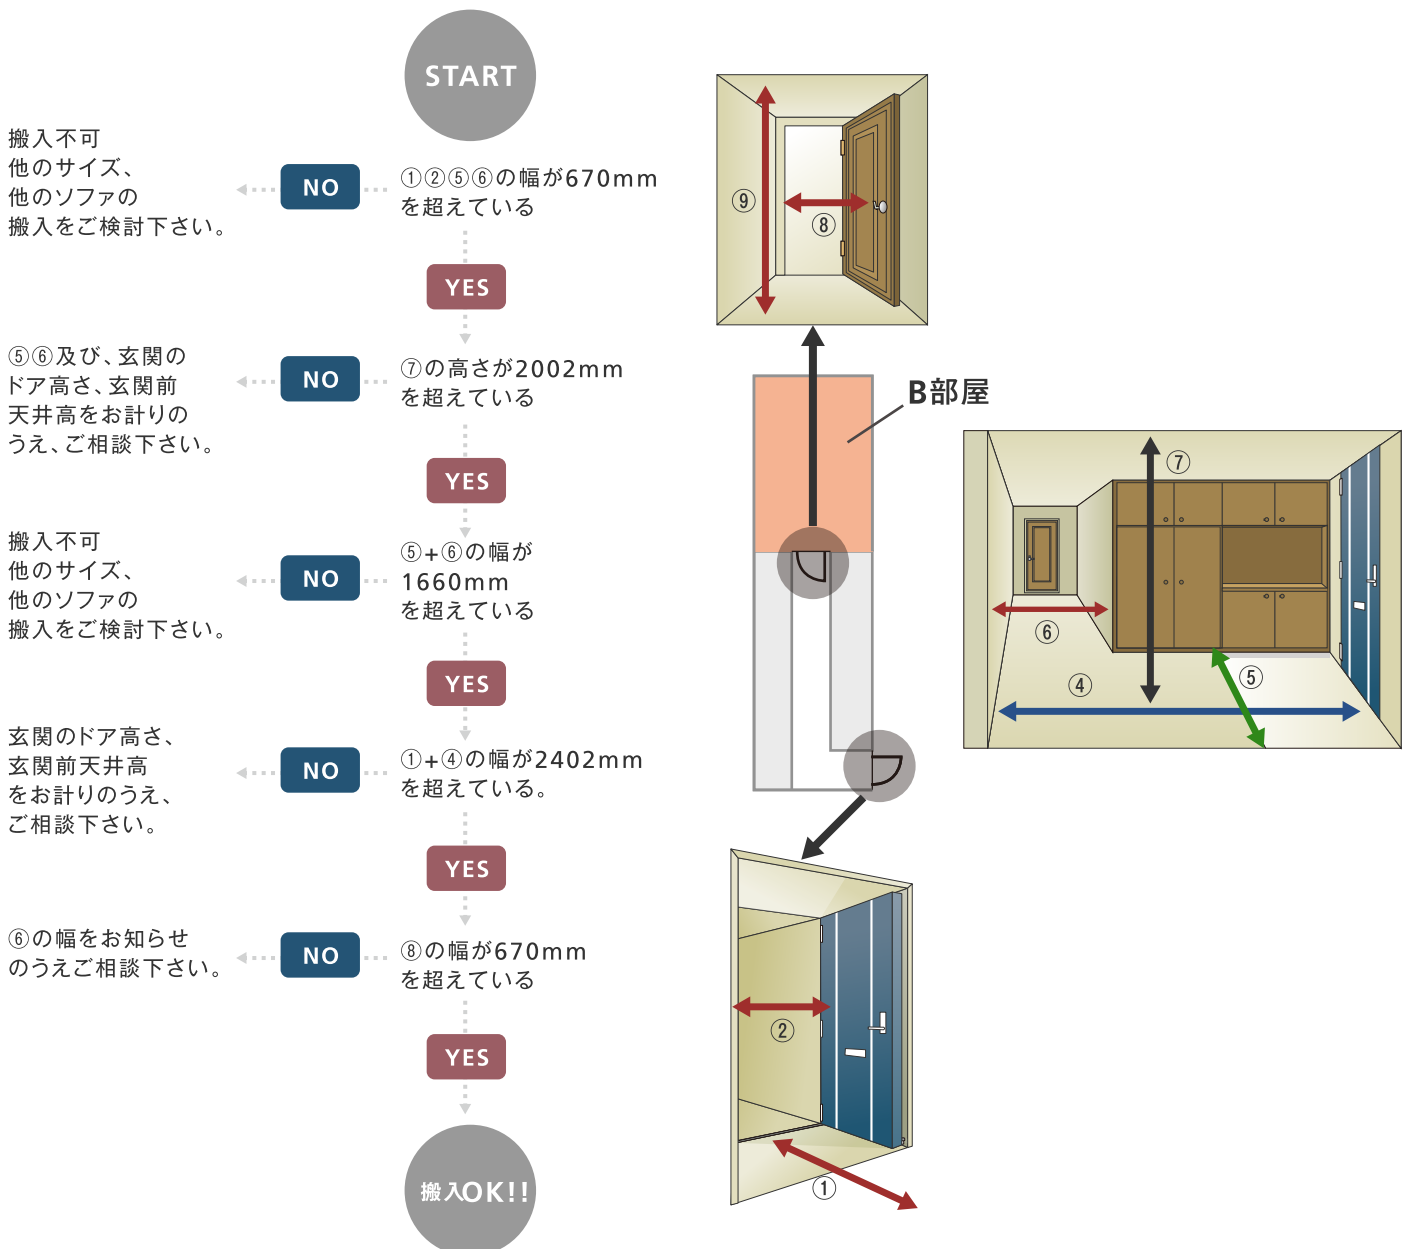 START
①②⑤⑥の幅が670mm
を超えている
NO
搬入不可
他のサイズ、
他のソファの
搬入をご検討下さい。
YES
⑦の高さが2002mm
を超えている
NO
⑤⑥及び、玄関の
ドア高さ、玄関前
天井高をお計りの
うえ、ご相談下さい。
YES
⑤+⑥の幅が
1660mm
を超えている
NO
搬入不可
他のサイズ、
他のソファの
搬入をご検討下さい。
YES
①+④の幅が2402mm
を超えている。
NO
玄関のドア高さ、
玄関前天井高
をお計りのうえ、
ご相談下さい。
YES
⑧の幅が670mm
を超えている
NO
⑥の幅をお知らせ
のうえご相談下さい。
YES
搬入OK!!
⑨
⑧
B部屋
⑦
⑥
④
⑤
②
①